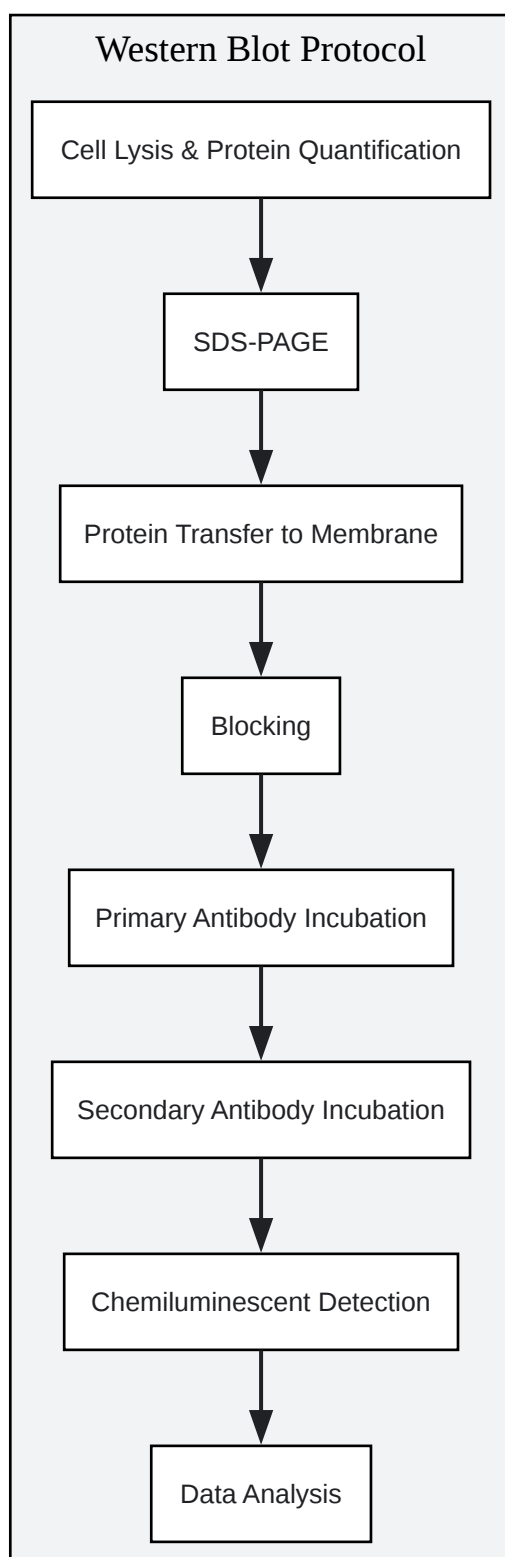 Western Blot Protocol
Cell Lysis & Protein Quantification
SDS-PAGE
Protein Transfer to Membrane
Blocking
Primary Antibody Incubation
Secondary Antibody Incubation
Chemiluminescent Detection
Data Analysis